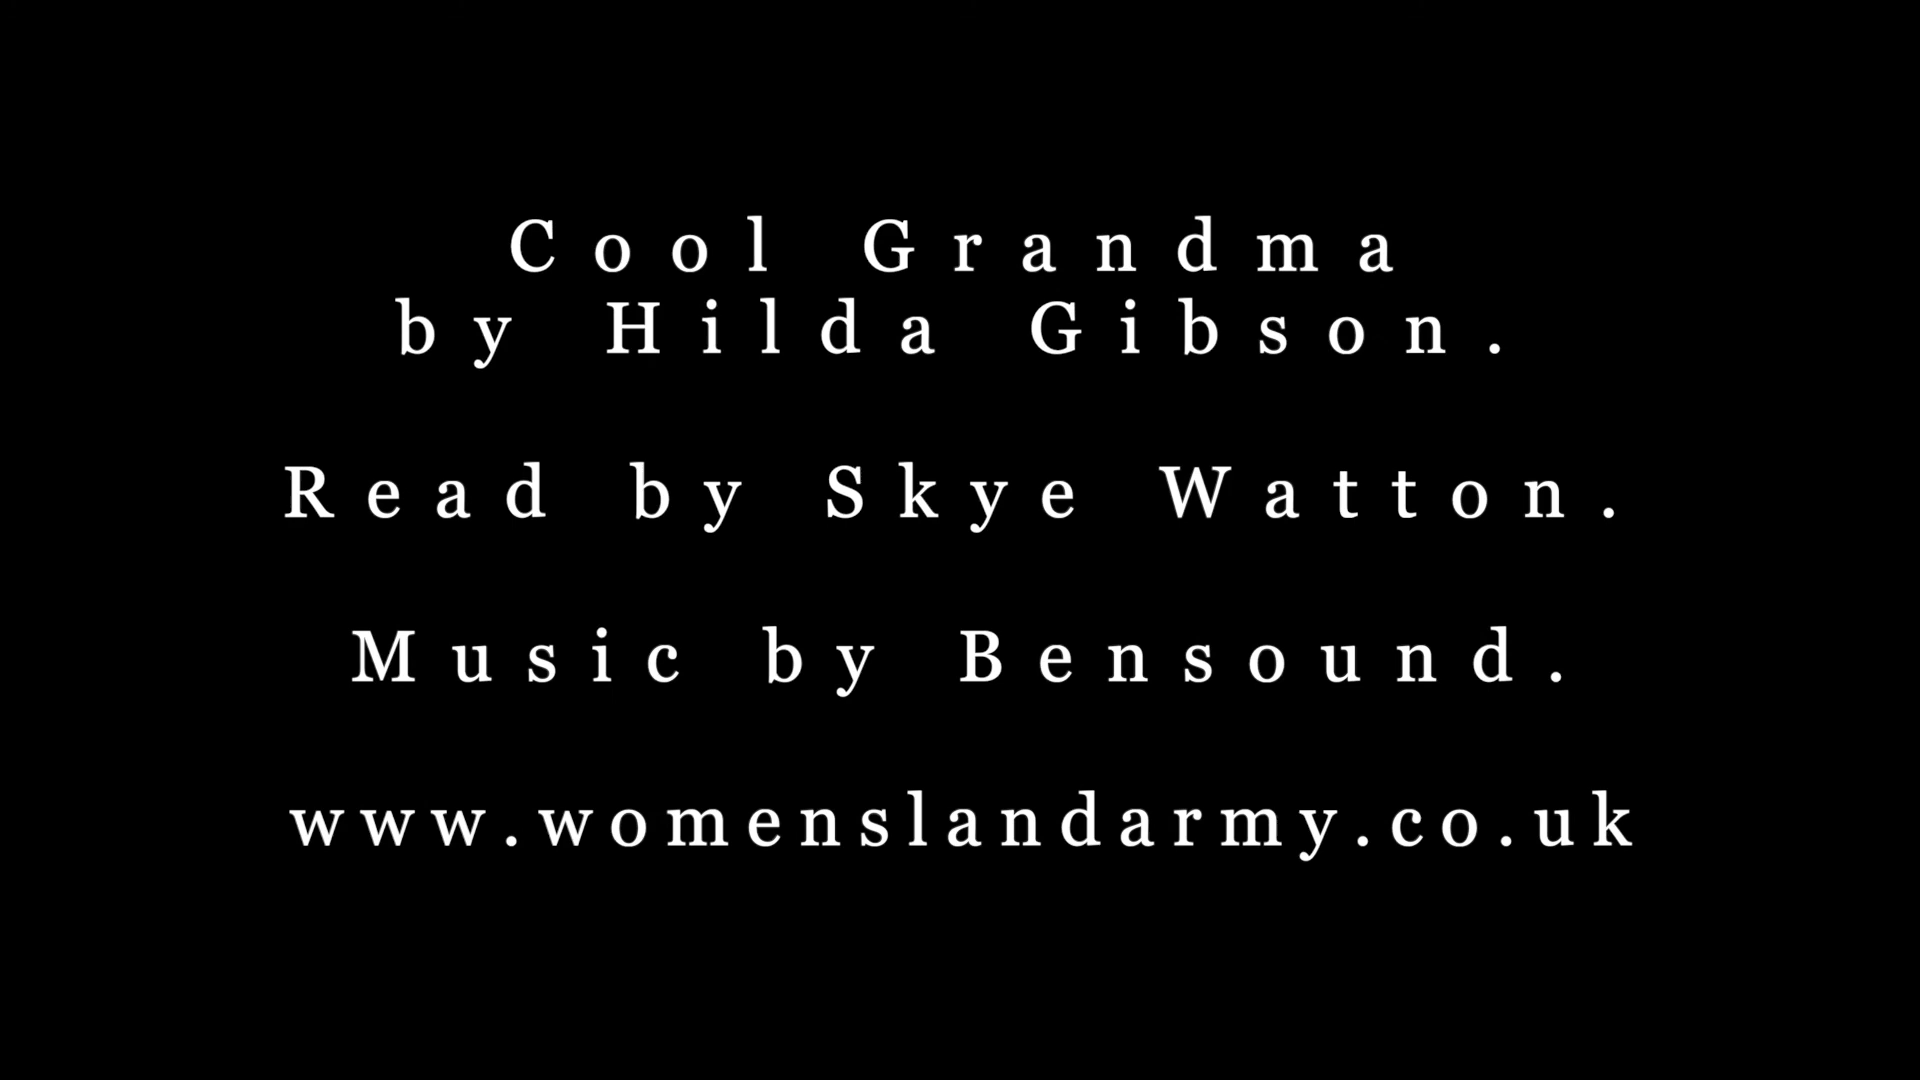 Cool Grandma
by Hilda Gibson.
Read by Skye Watton.
Music by Bensound.
www.womenslandarmy.co.uk